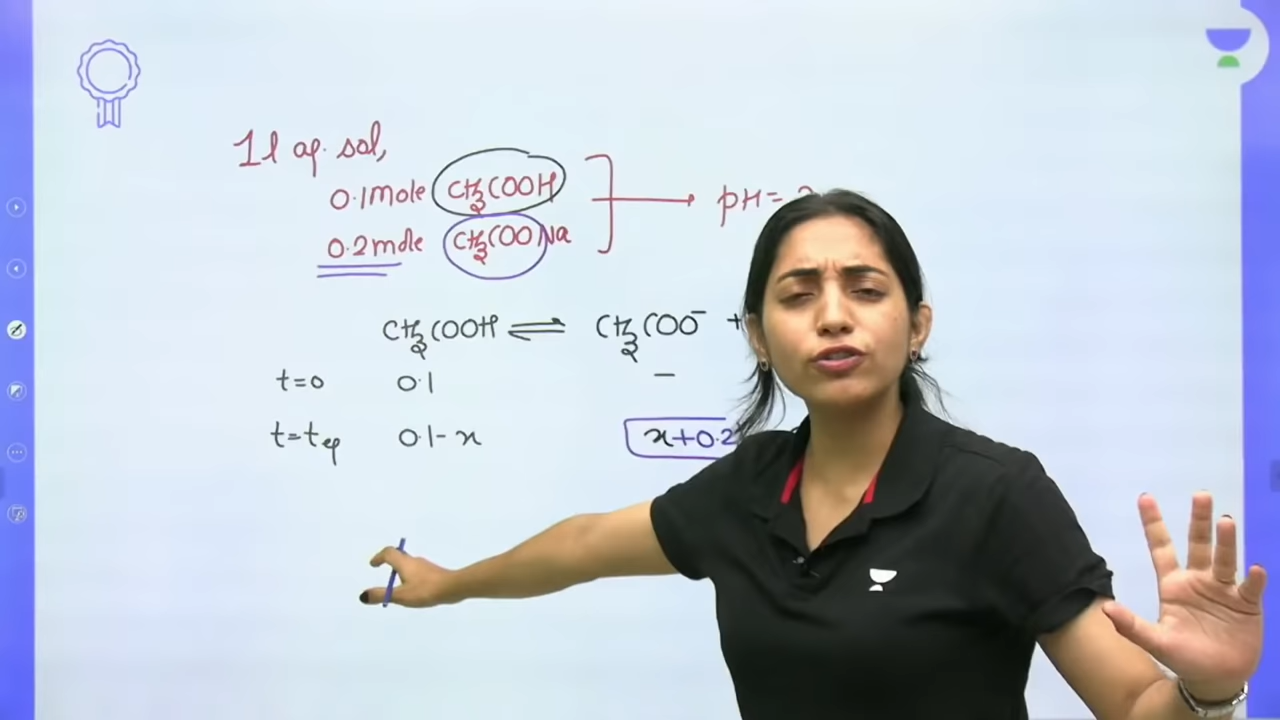 1l aq. sol,
0.1mole CH3COOH
0.2mole CH3COONa
pH=
CH3COOH ⇌ CH3COO⁻ +
t=0 0.1 –
t=teq 0.1-x x+0.2